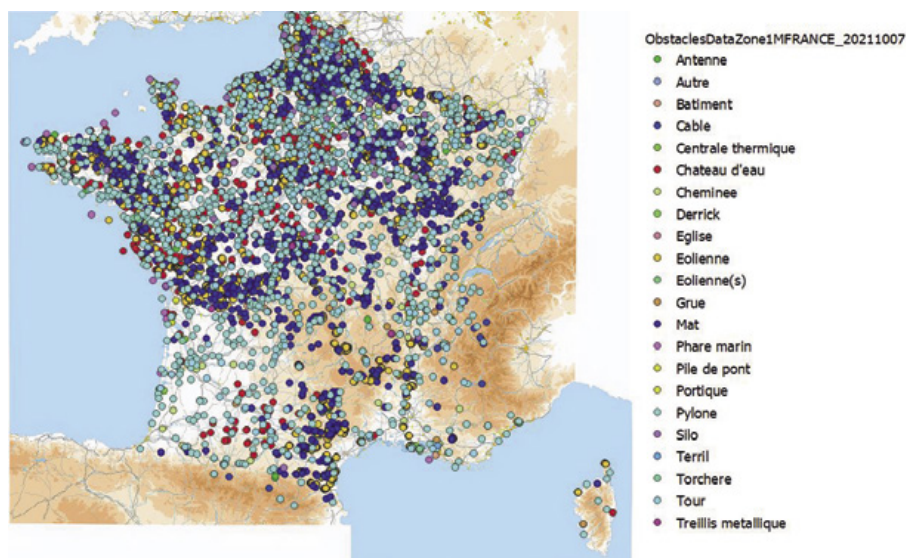 ObstaclesDataZone1MFRANCE_20211007
Antenne
Autre
Batiment
Cable
Centrale thermique
Chateau d'eau
Cheminee
Derrick
Eglise
Eolienne
Eolienne(s)
Grue
Mat
Phare marin
Pile de pont
Portique
Pylone
Silo
Terril
Torchere
Tour
Treillis metallique